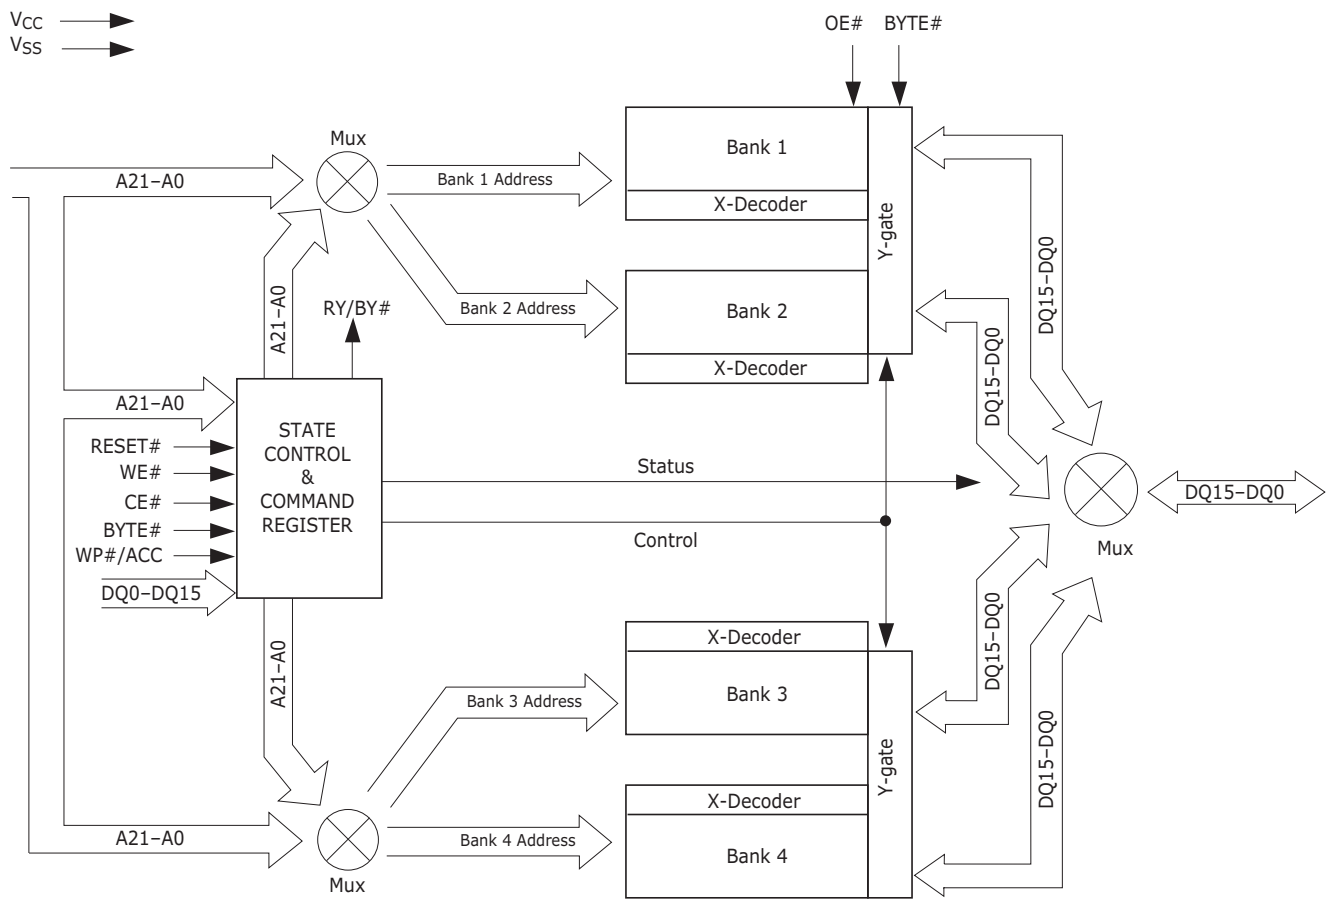 VCC
VSS
OE#
BYTE#
Mux
A21–A0
Bank 1 Address
Bank 1
X-Decoder
Y-gate
DQ15–DQ0
A21–A0
RY/BY#
Bank 2 Address
Bank 2
X-Decoder
DQ15–DQ0
A21–A0
RESET#
WE#
CE#
BYTE#
WP#/ACC
DQ0–DQ15
STATE
CONTROL
&
COMMAND
REGISTER
Status
Control
DQ15–DQ0
Mux
A21–A0
X-Decoder
Bank 3 Address
Bank 3
DQ15–DQ0
Y-gate
DQ15–DQ0
A21–A0
Mux
Bank 4 Address
X-Decoder
Bank 4